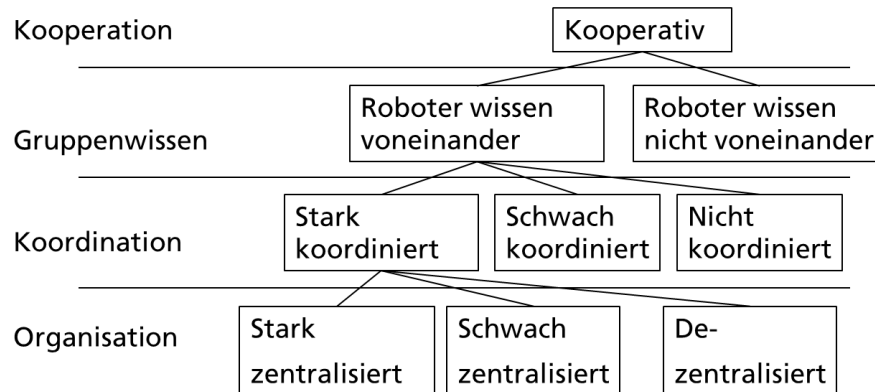 Kooperation
Kooperativ
Gruppenwissen
Roboter wissen
voneinander
Roboter wissen
nicht voneinander
Koordination
Stark
koordiniert
Schwach
koordiniert
Nicht
koordiniert
Organisation
Stark
zentralisiert
Schwach
zentralisiert
De-
zentralisiert